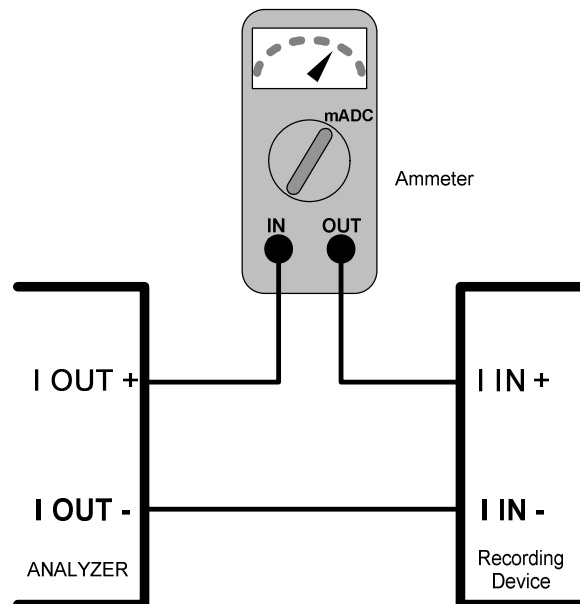 mADC
Ammeter
IN OUT
I OUT +
I IN +
I OUT -
I IN -
ANALYZER
Recording
Device